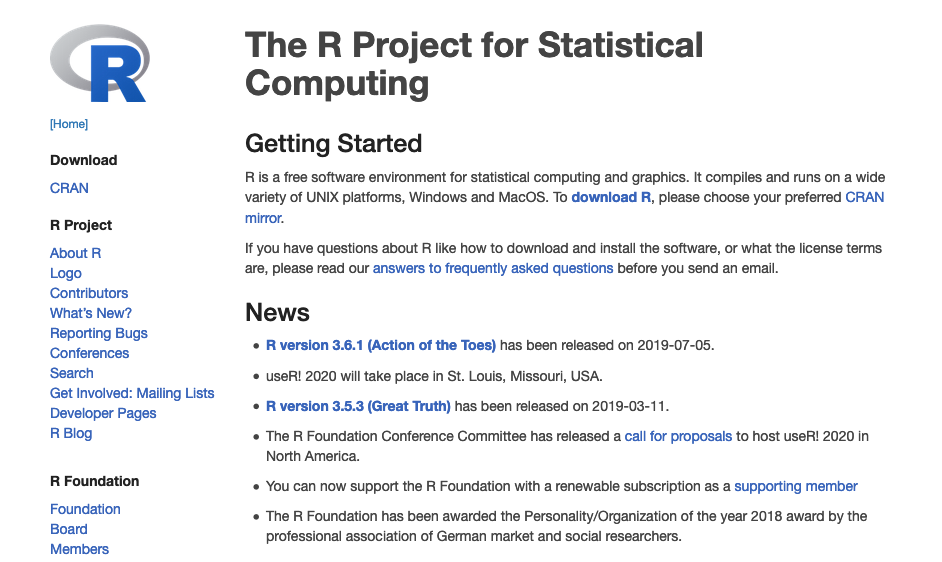 R
[Home]
Download
CRAN
R Project
About R
Logo
Contributors
What's New?
Reporting Bugs
Conferences
Search
Get Involved: Mailing Lists
Developer Pages
R Blog
R Foundation
Foundation
Board
Members
The R Project for Statistical
Computing
Getting Started
R is a free software environment for statistical computing and graphics. It compiles and runs on a wide
variety of UNIX platforms, Windows and MacOS. To download R, please choose your preferred CRAN
mirror.
If you have questions about R like how to download and install the software, or what the license terms
are, please read our answers to frequently asked questions before you send an email.
News
• R version 3.6.1 (Action of the Toes) has been released on 2019-07-05.
• useR! 2020 will take place in St. Louis, Missouri, USA.
• R version 3.5.3 (Great Truth) has been released on 2019-03-11.
• The R Foundation Conference Committee has released a call for proposals to host useR! 2020 in
North America.
• You can now support the R Foundation with a renewable subscription as a supporting member
• The R Foundation has been awarded the Personality/Organization of the year 2018 award by the
professional association of German market and social researchers.